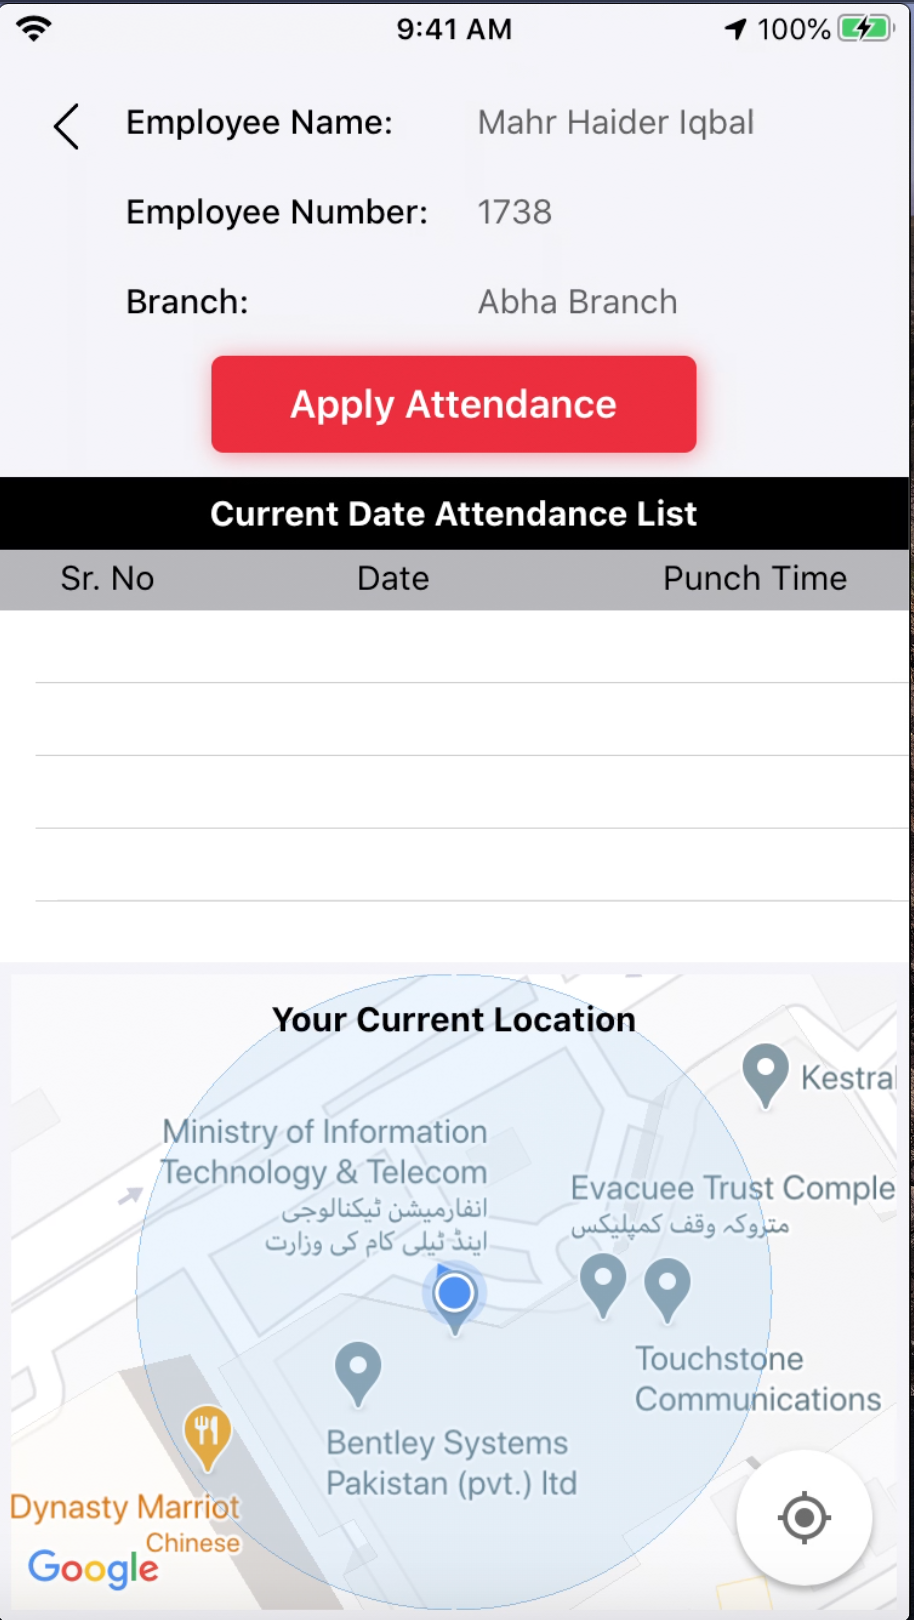 9:41 AM
100%
Employee Name: Mahr Haider Iqbal
Employee Number: 1738
Branch: Abha Branch
Apply Attendance
Current Date Attendance List
Sr. No Date Punch Time
Your Current Location
Kestral
Ministry of Information
Technology & Telecom
انفارمیشن ٹیکنالوجی
اینڈ ٹیلی کام کی وزارت
Evacuee Trust Comple
متروکہ وقف کمپلیکس
Touchstone
Communications
Bentley Systems
Pakistan (pvt.) ltd
Dynasty Marriot
Chinese
Google